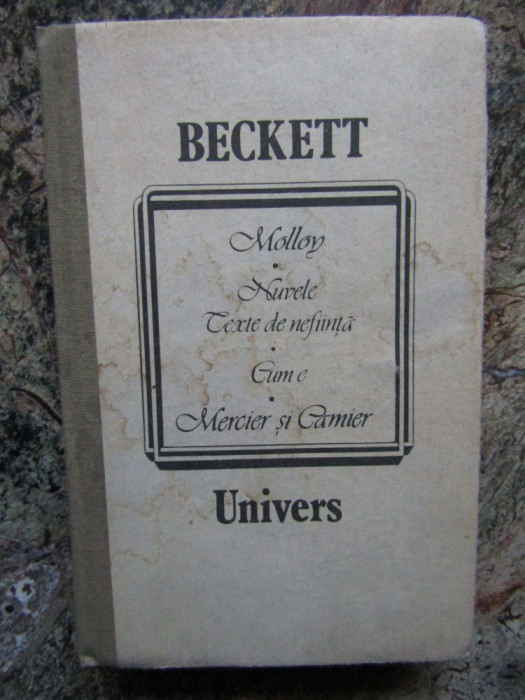 BECKETT
Molloy
•
Nuvele
Texte de neființă
•
Cum e
•
Mercier și Camier
Univers